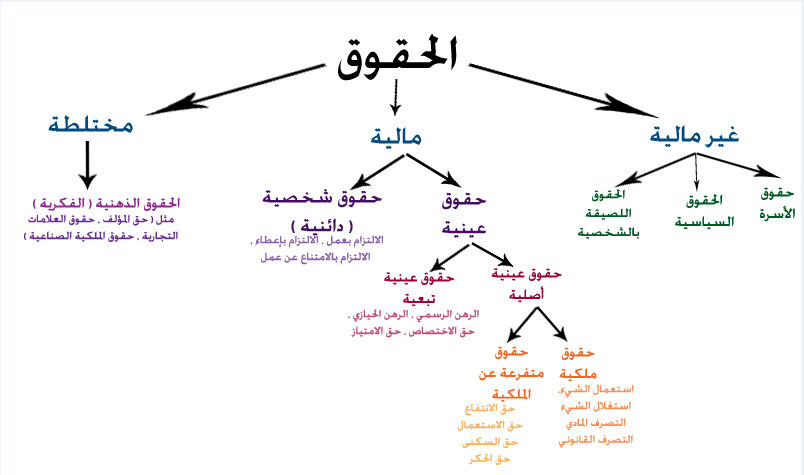 الحقوق
غير مالية
حقوق
الأسرة
الحقوق
السياسية
الحقوق
اللصيقة
بالشخصية
مالية
حقوق
عينية
حقوق عينية
أصلية
حقوق
ملكية
استعمال الشيء
استغلال الشيء
التصرف المادي
التصرف القانوني
حقوق
متفرعة عن
الملكية
حق الانتفاع
حق الاستعمال
حق السكنى
حق الحكر
حقوق عينية
تبعية
الرهن الرسمي , الرهن الحيازي ,
حق الاختصاص , حق الامتياز
حقوق شخصية
( دائنية )
الالتزام بعمل , الالتزام بإعطاء ,
الالتزام بالامتناع عن عمل
مختلطة
الحقوق الذهنية ( الفكرية )
مثل ( حق المؤلف , حقوق العلامات
التجارية , حقوق الملكية الصناعية )